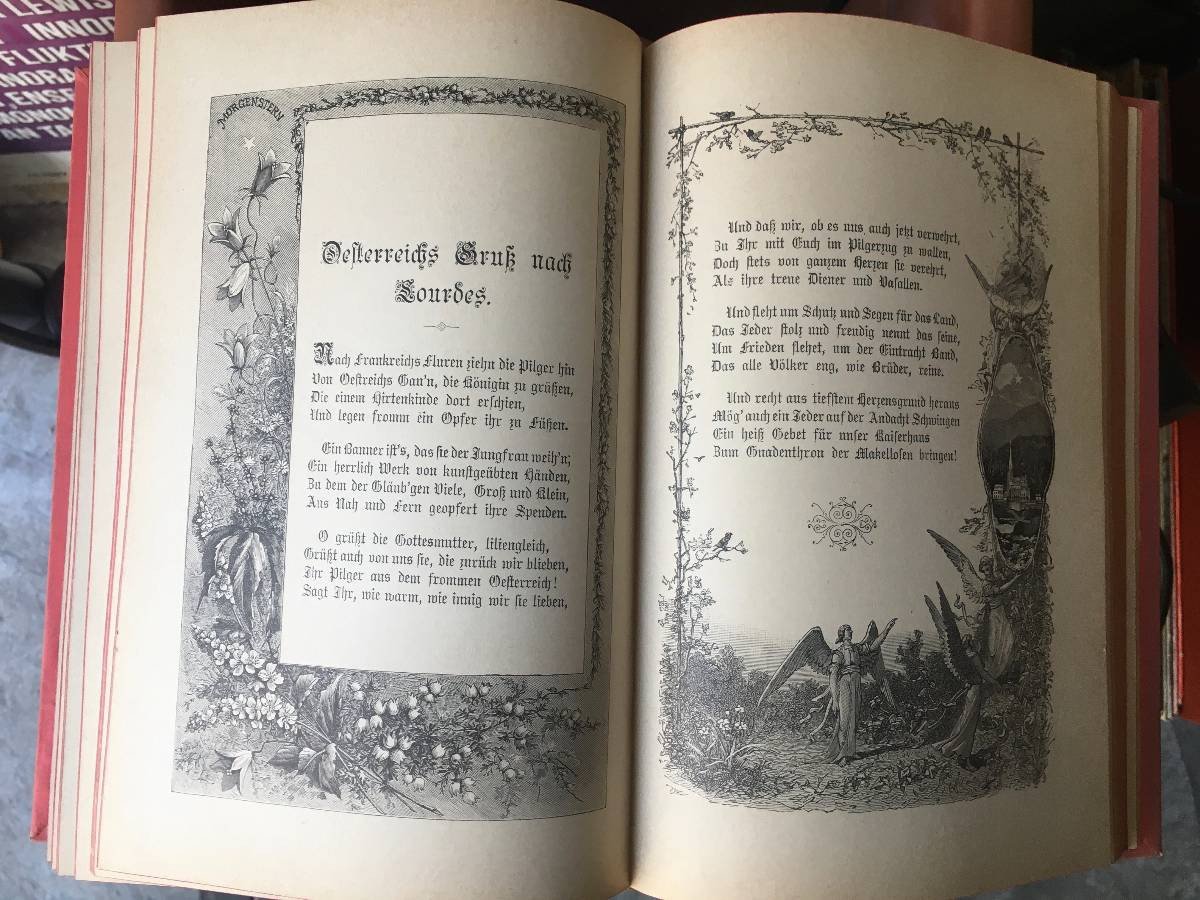 LEWIS
INNO
FLUKT
MORA
ENSE
MONO
AN TA
MORGENSTERN
Oesterreichs Gruß nach
Lourdes.
Nach Frankreichs Fluren ziehn die Pilger hin
Von Oestreichs Gau'n, die Königin zu grüßen,
Die einem Hirtenkinde dort erschien,
Und legen fromm ein Opfer ihr zu Füßen.
Ein Banner ist's, das sie der Jungfrau weih'n;
Ein herrlich Werk von kunstgeübten Händen,
Zu dem der Gläub'gen Viele, Groß und Klein,
Aus Nah und Fern geopfert ihre Spenden.
O grüßt die Gottesmutter, liliengleich,
Grüßt auch von uns sie, die zurück wir blieben,
Ihr Pilger aus dem frommen Oesterreich!
Sagt Ihr, wie warm, wie innig wir sie lieben,
Und daß wir, ob es uns auch jetzt verwehrt,
Zu Ihr mit Euch im Pilgerzug zu wallen,
Doch stets von ganzem Herzen sie verehrt,
Als ihre treue Diener und Vasallen.
Und fleht um Schutz und Segen für das Land,
Das Jeder stolz und freudig nennt das seine,
Um Frieden flehet, um der Eintracht Band,
Das alle Völker eng, wie Brüder, reine.
Und recht aus tiefstem Herzensgrund heraus
Mög' auch ein Jeder auf der Andacht Schwingen
Ein heiß Gebet für unser Kaiserhaus
Zum Gnadenthron der Makellosen bringen!